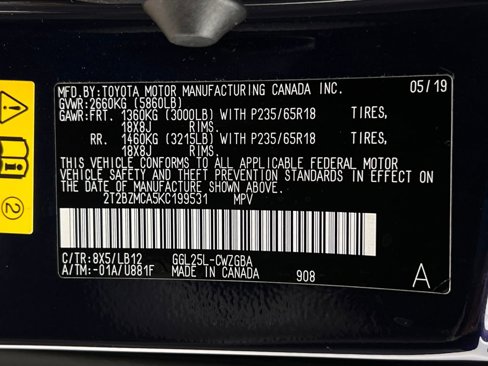 MFD.BY:TOYOTA MOTOR MANUFACTURING CANADA INC. 05/19
GVWR:2660KG (5860LB)
GAWR:FRT. 1360KG (3000LB) WITH P235/65R18 TIRES,
18X8J RIMS.
RR. 1460KG (3215LB) WITH P235/65R18 TIRES,
18X8J RIMS.
THIS VEHICLE CONFORMS TO ALL APPLICABLE FEDERAL MOTOR
VEHICLE SAFETY AND THEFT PREVENTION STANDARDS IN EFFECT
ON THE DATE OF MANUFACTURE SHOWN ABOVE.
2T2BZMCA5KC199531 MPV
C/TR:8X5/LB12 GGL25L-CWZGBA
A/TM:-01A/U881F MADE IN CANADA 908
A
2